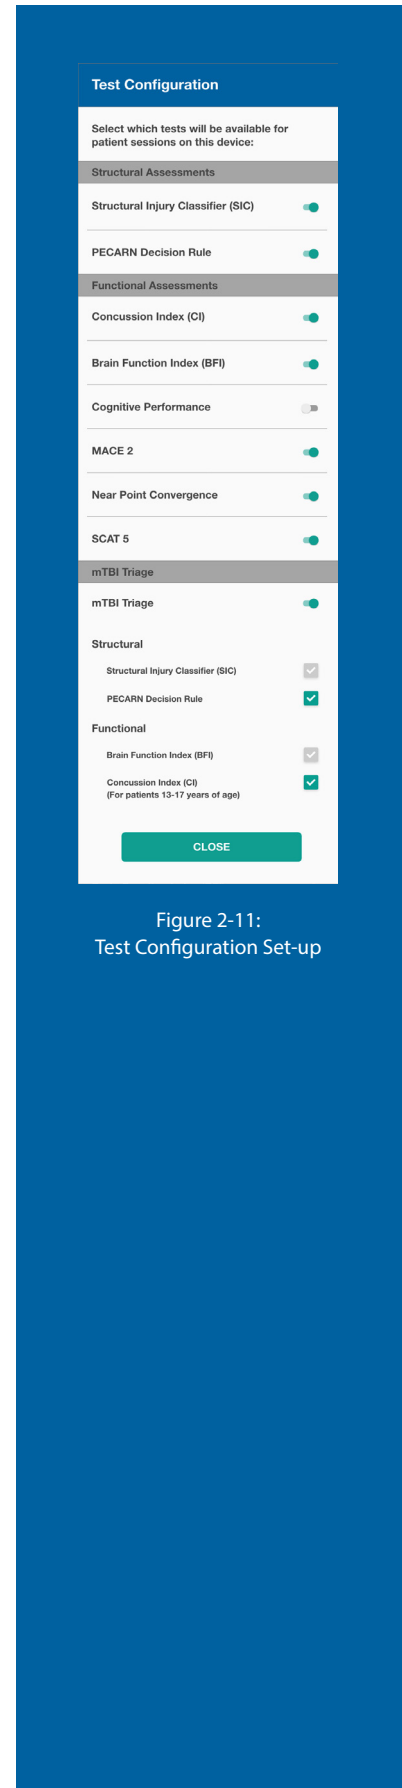 Test Configuration
Select which tests will be available for
patient sessions on this device:
Structural Assessments
Structural Injury Classifier (SIC)
PECARN Decision Rule
Functional Assessments
Concussion Index (CI)
Brain Function Index (BFI)
Cognitive Performance
MACE 2
Near Point Convergence
SCAT 5
mTBI Triage
mTBI Triage
Structural
Structural Injury Classifier (SIC)
PECARN Decision Rule
Functional
Brain Function Index (BFI)
Concussion Index (CI)
(For patients 13-17 years of age)
CLOSE
Figure 2-11:
Test Configuration Set-up